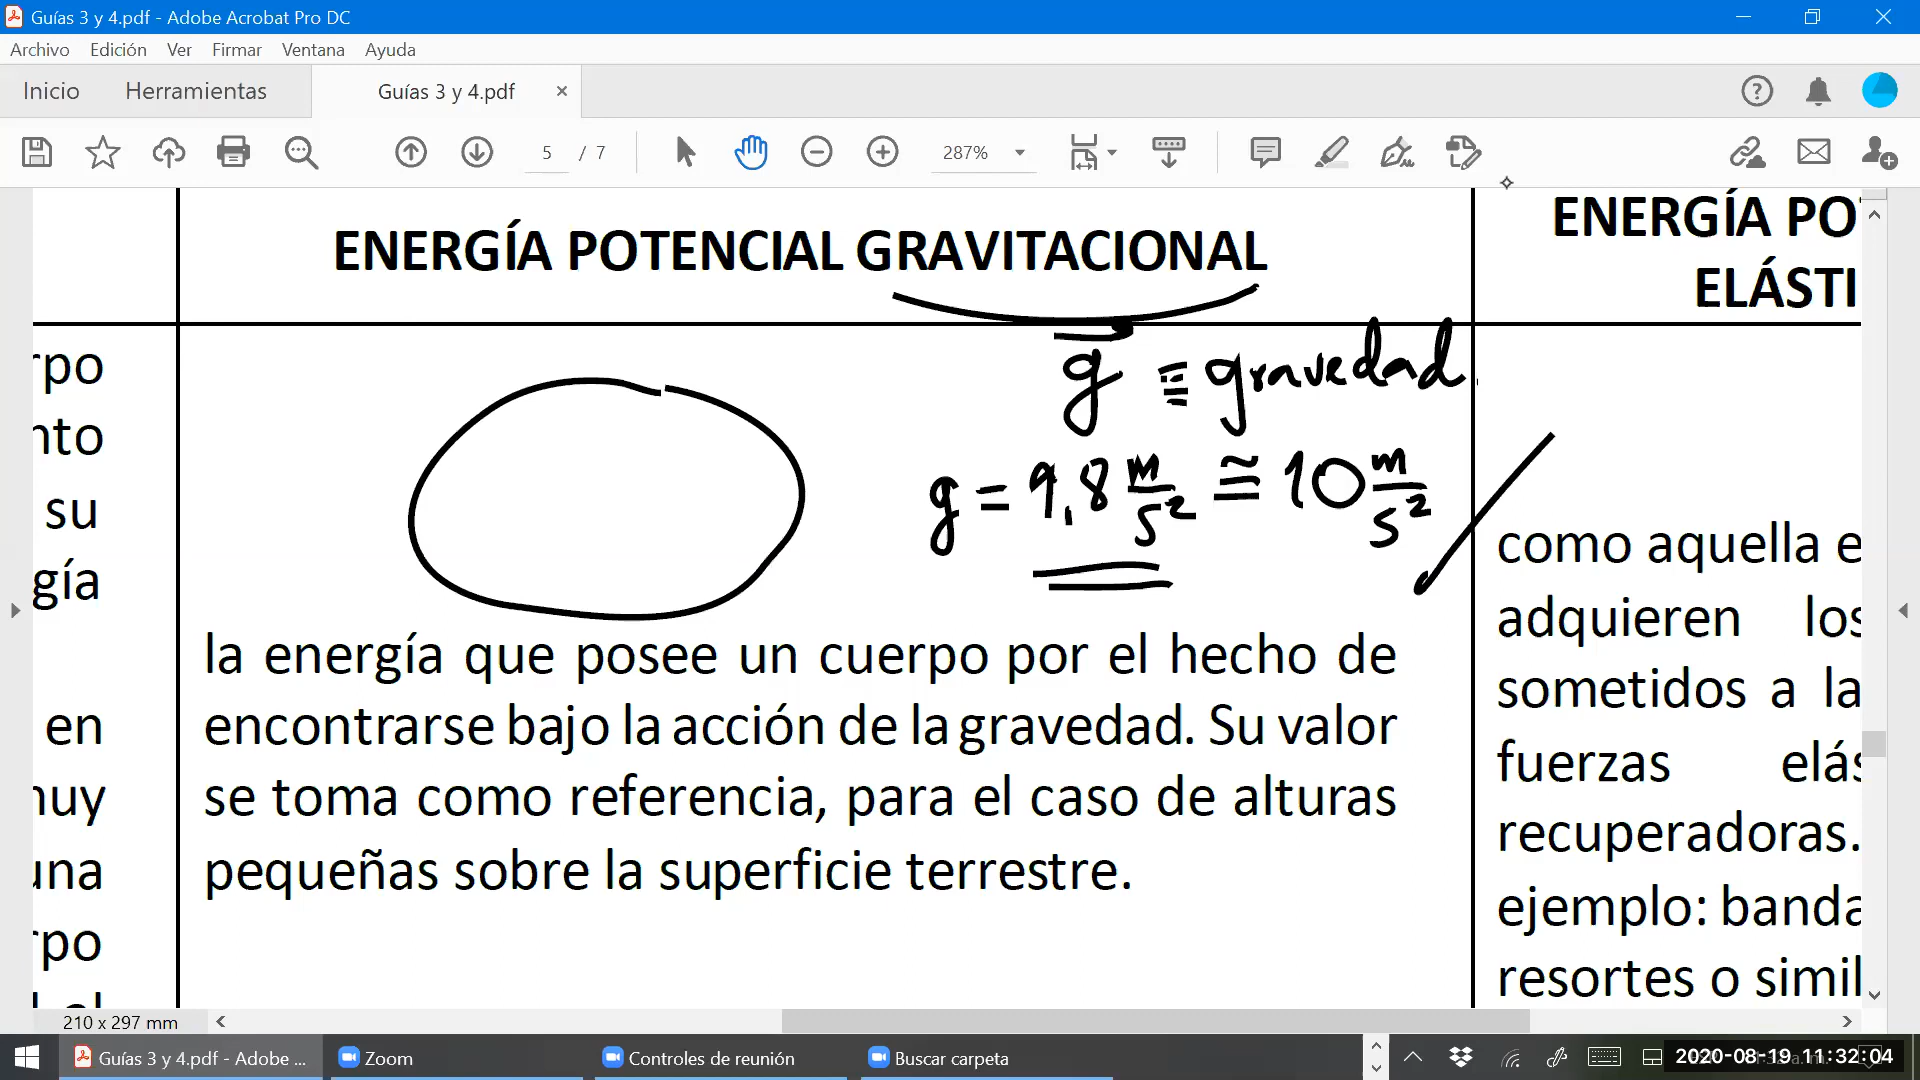 Guías 3 y 4.pdf - Adobe Acrobat Pro DC
Archivo Edición Ver Firmar Ventana Ayuda
Inicio Herramientas Guías 3 y 4.pdf ×
5 / 7 287%
ENERGÍA POTENCIAL GRAVITACIONAL
ENERGÍA PO
ELÁSTI
g ≡ gravedad.
g = 9,8 m/s² ≅ 10 m/s²
rpo
nto
su
gía
en
nuy
una
rpo
la energía que posee un cuerpo por el hecho de
encontrarse bajo la acción de la gravedad. Su valor
se toma como referencia, para el caso de alturas
pequeñas sobre la superficie terrestre.
como aquella e
adquieren los
sometidos a la
fuerzas elás
recuperadoras.
ejemplo: banda
resortes o simil
210 x 297 mm
Guías 3 y 4.pdf - Adobe ... Zoom Controles de reunión Buscar carpeta 2020-08-19 11:32:04